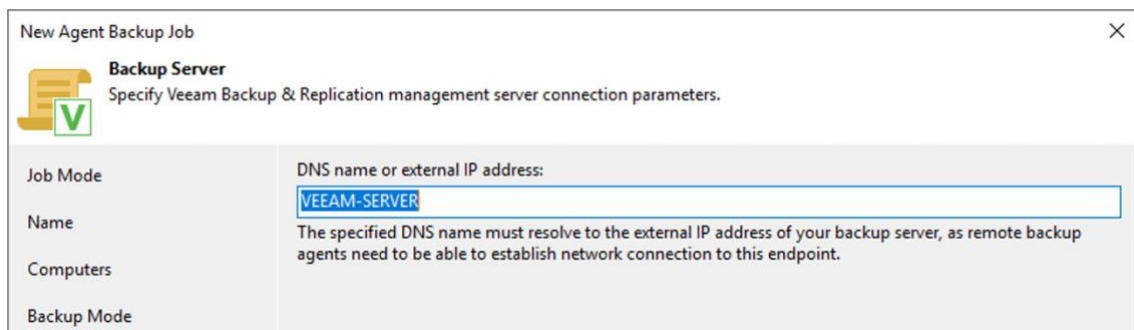 New Agent Backup Job
Backup Server
Specify Veeam Backup & Replication management server connection parameters.
V
Job Mode
Name
Computers
Backup Mode
DNS name or external IP address:
VEEAM-SERVER
The specified DNS name must resolve to the external IP address of your backup server, as remote backup
agents need to be able to establish network connection to this endpoint.